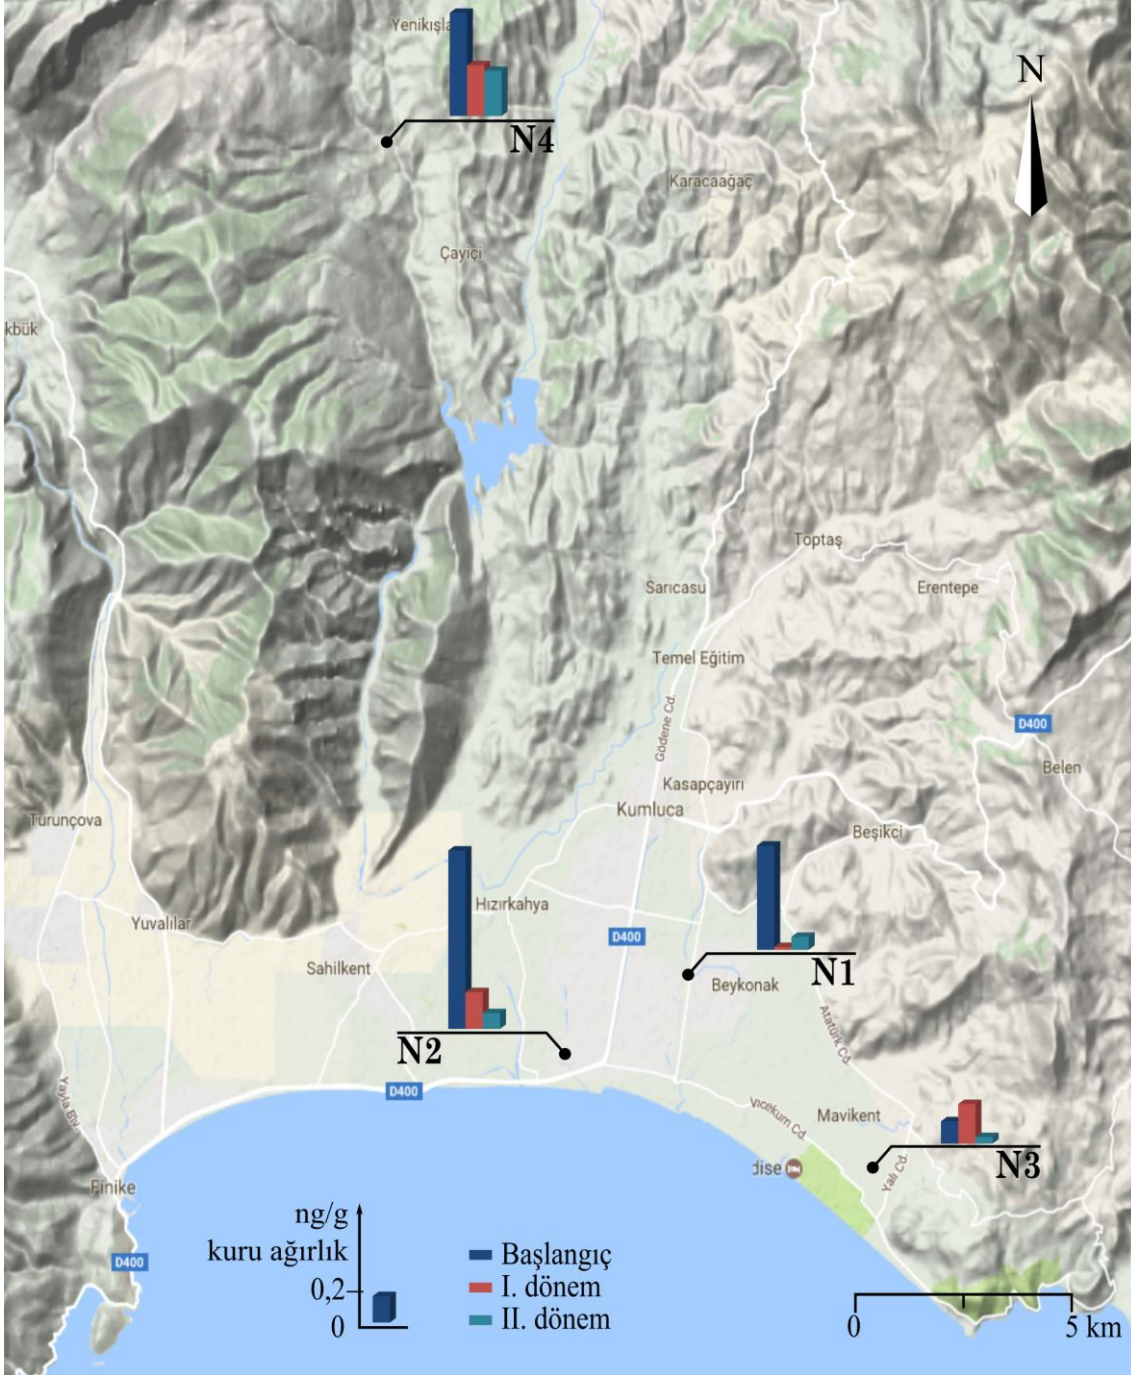 Yenikışla
N
N4
Karacaağaç
Çayiçi
kbük
Toptaş
Sarıcasu
Erentepe
Temel Eğitim
Gödene Cd.
D400
Belen
Kasapçayırı
Kumluca
Turunçova
Beşikci
Hızırkahya
Yuvalılar
D400
N1
Sahilkent
Beykonak
Atatürk Cd.
N2
D400
Yayla Blv.
Mavikent
vıcekum Cd.
N3
dise
Yalı Cd.
Finike
ng/g
kuru ağırlık
0,2
0
D400
Başlangıç
I. dönem
II. dönem
0
5 km